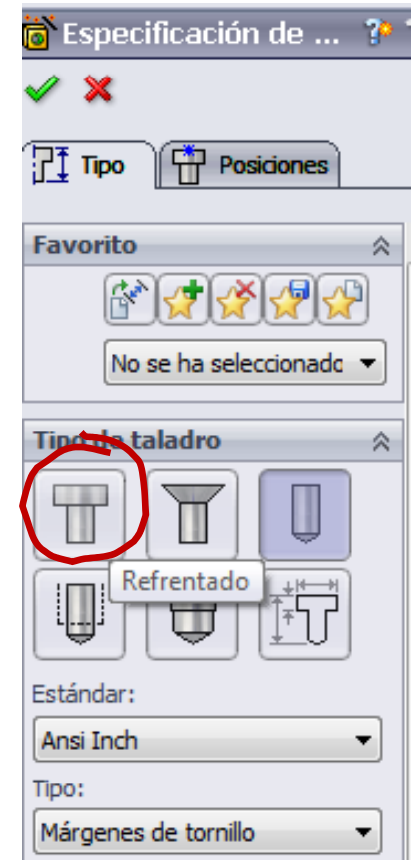 Especificación de ...
Tipo
Posiciones
Favorito
No se ha seleccionadc
Tipo de taladro
Refrentado
Estándar:
Ansi Inch
Tipo:
Márgenes de tornillo